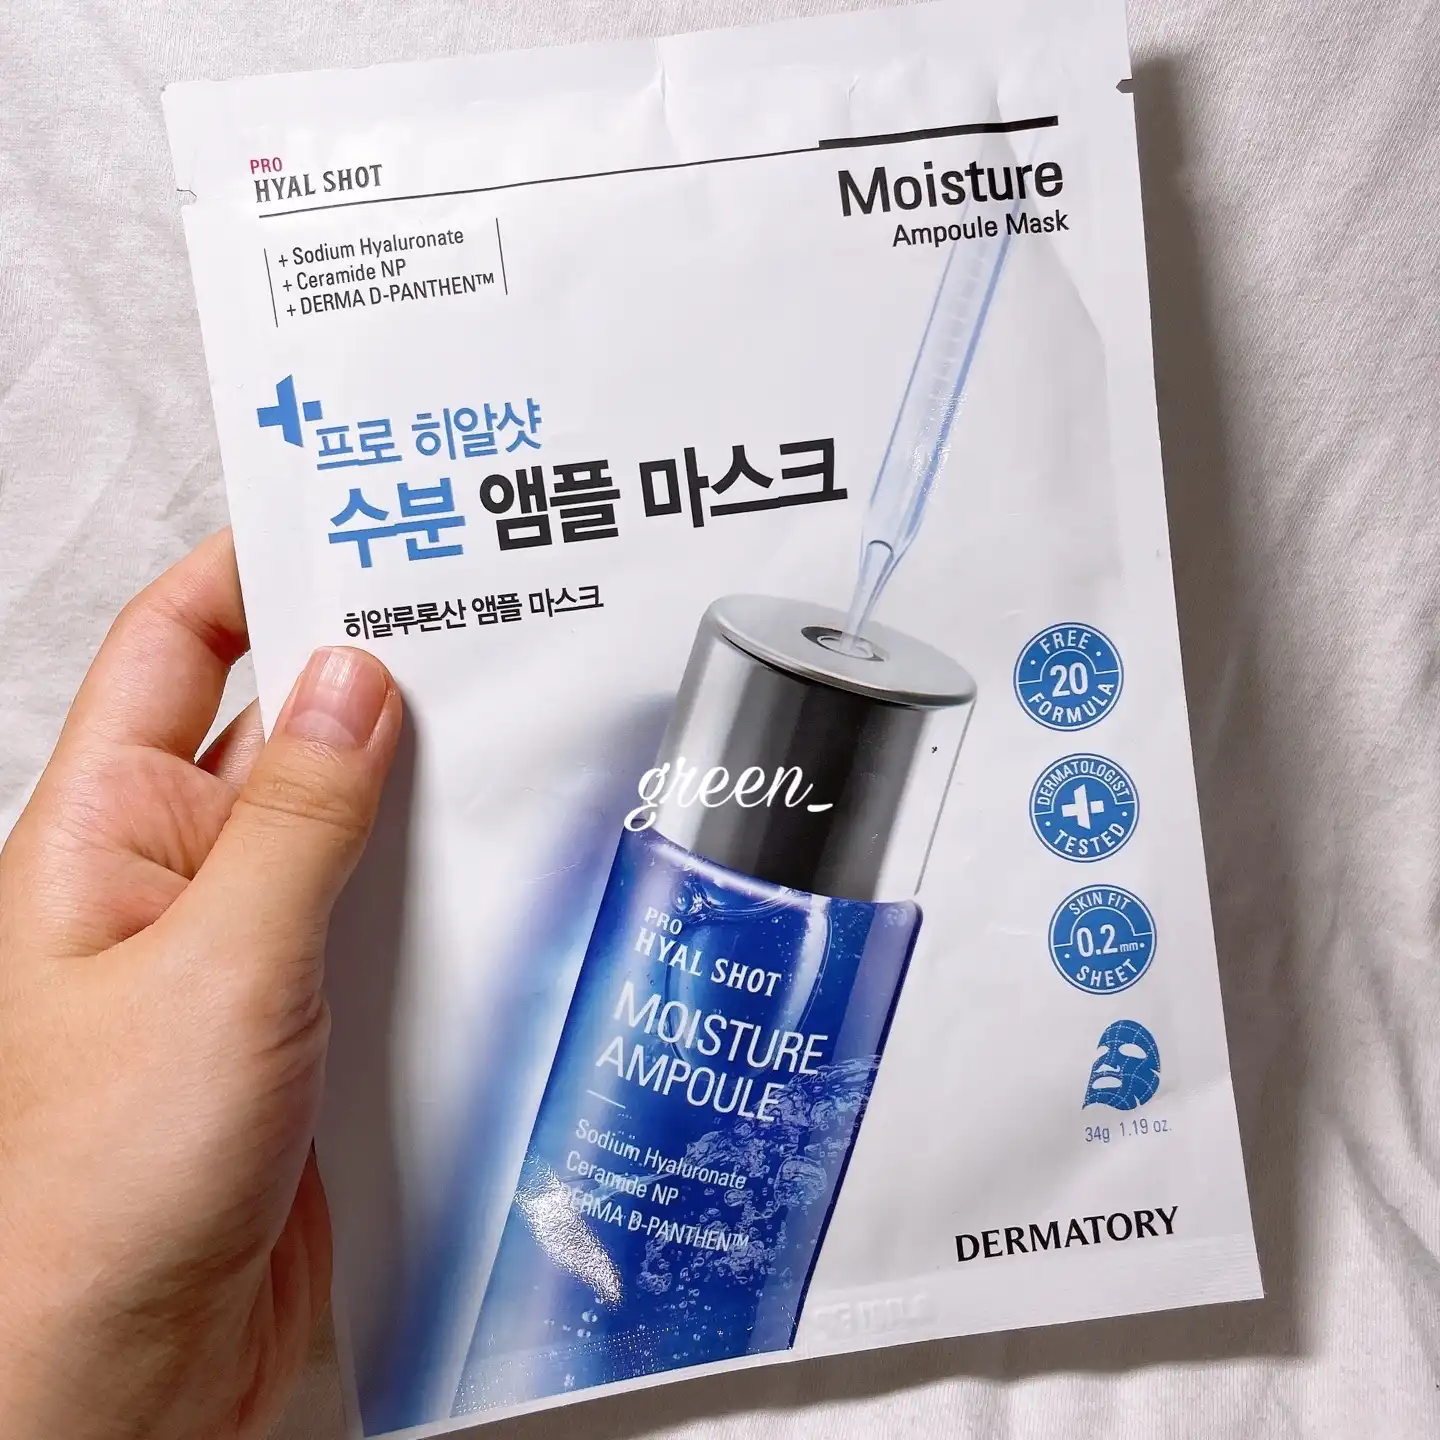 PRO
HYAL SHOT
Moisture
Ampoule Mask
+ Sodium Hyaluronate
+ Ceramide NP
+ DERMA D-PANTHEN™
프로 히알샷
수분 앰플 마스크
히알루론산 앰플 마스크
FREE
20
FORMULA
DERMATOLOGIST
TESTED
SKIN FIT
0.2mm
SHEET
34g 1.19 oz.
green_
PRO
HYAL SHOT
MOISTURE
AMPOULE
Sodium Hyaluronate
Ceramide NP
DERMA D-PANTHEN™
DERMATORY